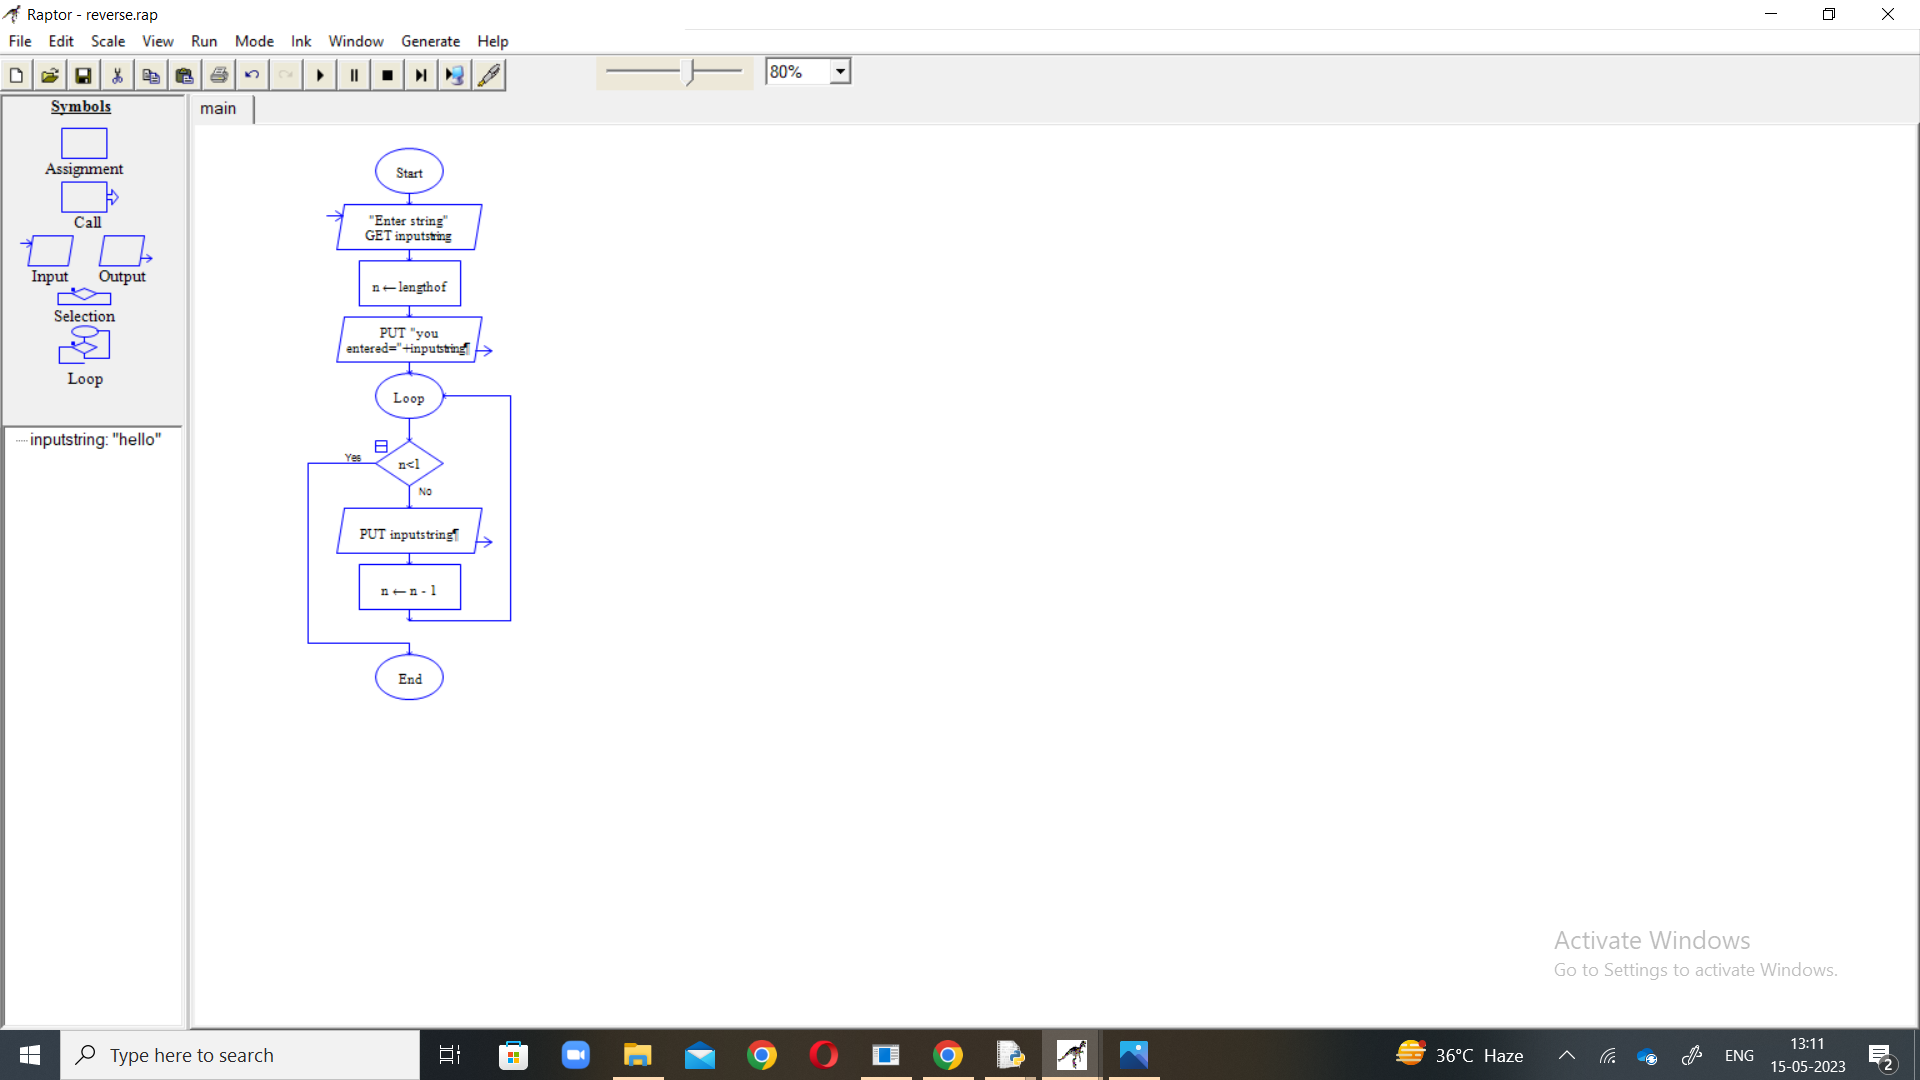 Raptor - reverse.rap
File Edit Scale View Run Mode Ink Window Generate Help
80%
Symbols
Assignment
Call
Input Output
Selection
Loop
inputstring: "hello"
main
Start
"Enter string"
GET inputstring
n ← lengthof
PUT "you
entered="+inputstring¶
Loop
Yes
n<1
No
PUT inputstring¶
n ← n - 1
End
Activate Windows
Go to Settings to activate Windows.
Type here to search
36°C Haze
ENG
13:11
15-05-2023
2